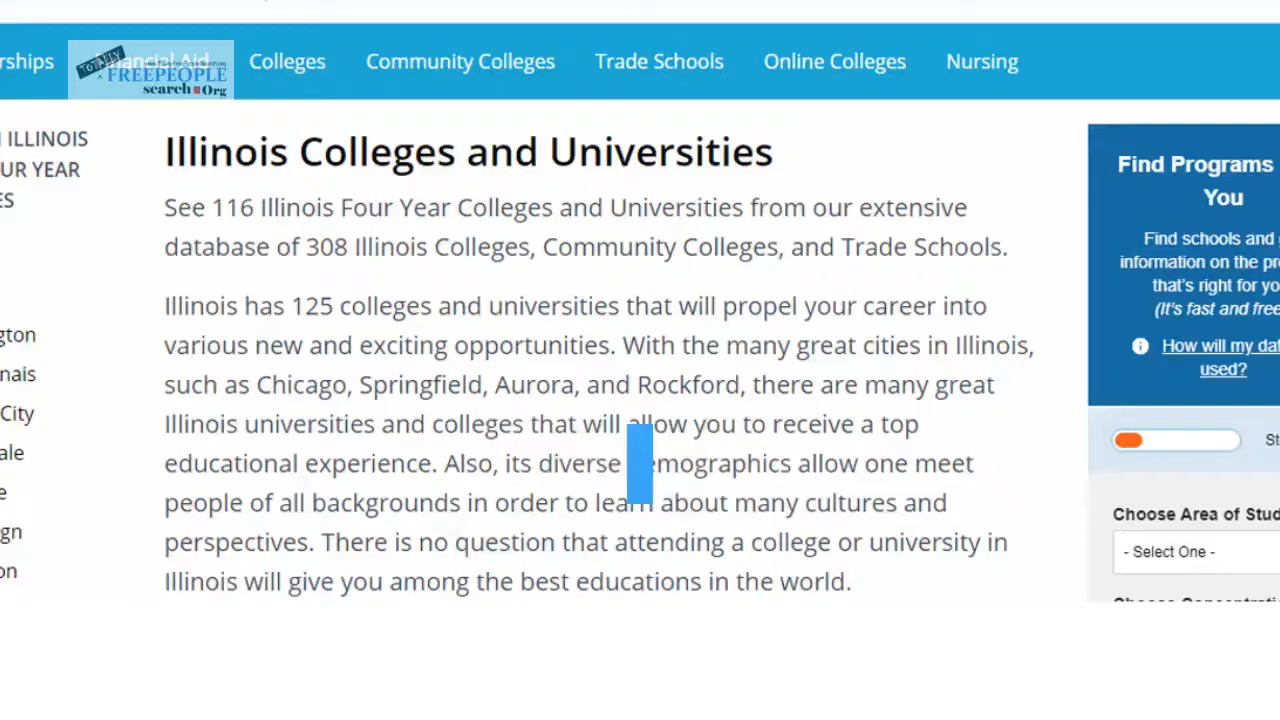 rships
Financial Aid
Colleges
Community Colleges
Trade Schools
Online Colleges
Nursing
TOTALLY
FREEPEOPLE
search Org
ILLINOIS
UR YEAR
ES
gton
nais
City
ale
e
gn
on
Illinois Colleges and Universities
See 116 Illinois Four Year Colleges and Universities from our extensive
database of 308 Illinois Colleges, Community Colleges, and Trade Schools.
Illinois has 125 colleges and universities that will propel your career into
various new and exciting opportunities. With the many great cities in Illinois,
such as Chicago, Springfield, Aurora, and Rockford, there are many great
Illinois universities and colleges that will allow you to receive a top
educational experience. Also, its diverse demographics allow one meet
people of all backgrounds in order to learn about many cultures and
perspectives. There is no question that attending a college or university in
Illinois will give you among the best educations in the world.
Find Programs
You
Find schools and
information on the pr
that's right for yo
(It's fast and free
How will my dat
used?
St
Choose Area of Stud
- Select One -